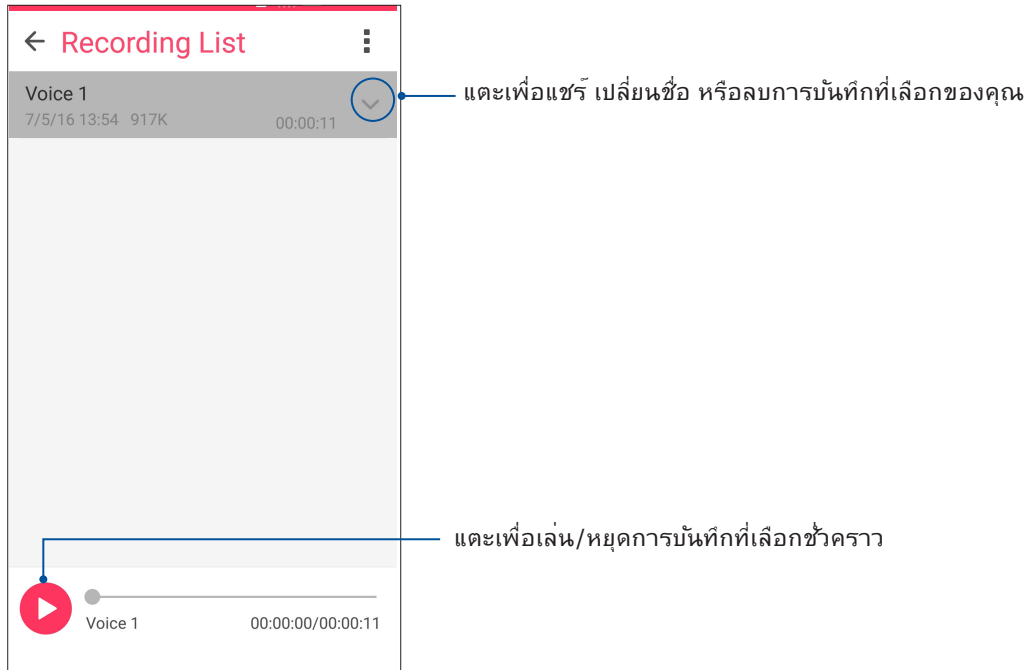 Recording List
Voice 1
7/5/16 13:54 917K
00:00:11
แตะเพื่อแชร์ เปลี่ยนชื่อ หรือลบการบันทึกที่เลือกของคุณ
แตะเพื่อเล่น/หยุดการบันทึกที่เลือกชั่วคราว
Voice 1
00:00:00/00:00:11